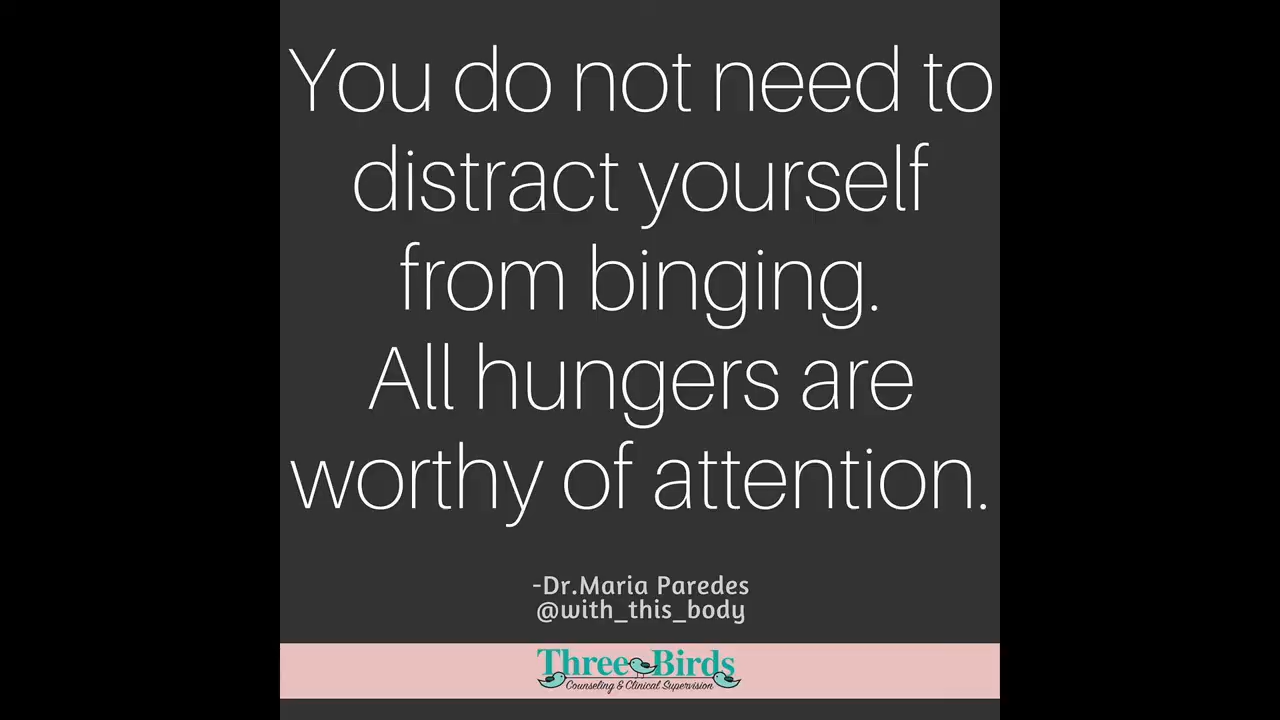 You do not need to
distract yourself
from binging.
All hungers are
worthy of attention.
-Dr.Maria Paredes
@with_this_body
Three Birds
Counseling & Clinical Supervision